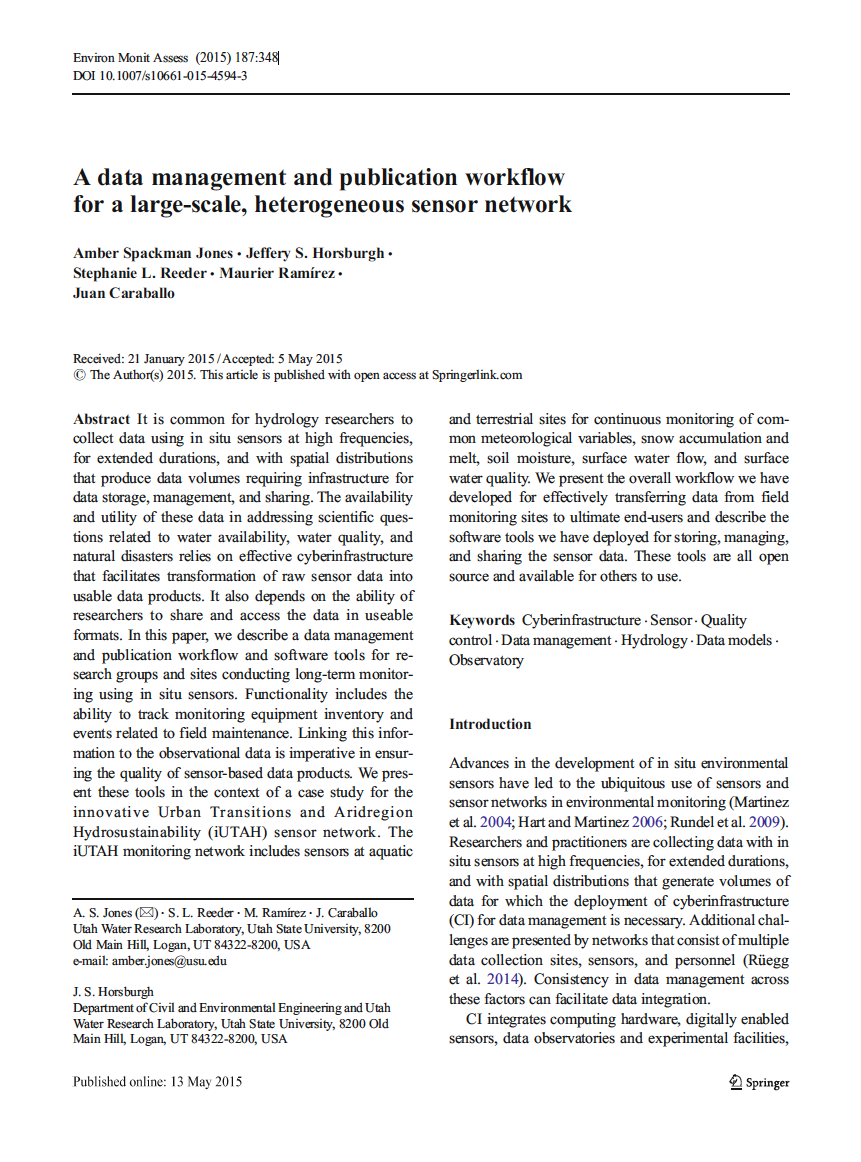 Environ Monit Assess (2015) 187:348
DOI 10.1007/s10661-015-4594-3
A data management and publication workflow
for a large-scale, heterogeneous sensor network
Amber Spackman Jones · Jeffery S. Horsburgh ·
Stephanie L. Reeder · Maurier Ramírez ·
Juan Caraballo
Received: 21 January 2015 / Accepted: 5 May 2015
© The Author(s) 2015. This article is published with open access at Springerlink.com
Abstract It is common for hydrology researchers to
collect data using in situ sensors at high frequencies,
for extended durations, and with spatial distributions
that produce data volumes requiring infrastructure for
data storage, management, and sharing. The availability
and utility of these data in addressing scientific ques-
tions related to water availability, water quality, and
natural disasters relies on effective cyberinfrastructure
that facilitates transformation of raw sensor data into
usable data products. It also depends on the ability of
researchers to share and access the data in useable
formats. In this paper, we describe a data management
and publication workflow and software tools for re-
search groups and sites conducting long-term monitor-
ing using in situ sensors. Functionality includes the
ability to track monitoring equipment inventory and
events related to field maintenance. Linking this infor-
mation to the observational data is imperative in ensur-
ing the quality of sensor-based data products. We pres-
ent these tools in the context of a case study for the
innovative Urban Transitions and Aridregion
Hydrosustainability (iUTAH) sensor network. The
iUTAH monitoring network includes sensors at aquatic
A. S. Jones (✉) · S. L. Reeder · M. Ramírez · J. Caraballo
Utah Water Research Laboratory, Utah State University, 8200
Old Main Hill, Logan, UT 84322-8200, USA
e-mail: amber.jones@usu.edu
J. S. Horsburgh
Department of Civil and Environmental Engineering and Utah
Water Research Laboratory, Utah State University, 8200 Old
Main Hill, Logan, UT 84322-8200, USA
and terrestrial sites for continuous monitoring of com-
mon meteorological variables, snow accumulation and
melt, soil moisture, surface water flow, and surface
water quality. We present the overall workflow we have
developed for effectively transferring data from field
monitoring sites to ultimate end-users and describe the
software tools we have deployed for storing, managing,
and sharing the sensor data. These tools are all open
source and available for others to use.
Keywords Cyberinfrastructure · Sensor · Quality
control · Data management · Hydrology · Data models ·
Observatory
Introduction
Advances in the development of in situ environmental
sensors have led to the ubiquitous use of sensors and
sensor networks in environmental monitoring (Martinez
et al. 2004; Hart and Martinez 2006; Rundel et al. 2009).
Researchers and practitioners are collecting data with in
situ sensors at high frequencies, for extended durations,
and with spatial distributions that generate volumes of
data for which the deployment of cyberinfrastructure
(CI) for data management is necessary. Additional chal-
lenges are presented by networks that consist of multiple
data collection sites, sensors, and personnel (Rüegg
et al. 2014). Consistency in data management across
these factors can facilitate data integration.
CI integrates computing hardware, digitally enabled
sensors, data observatories and experimental facilities,
Published online: 13 May 2015
Springer